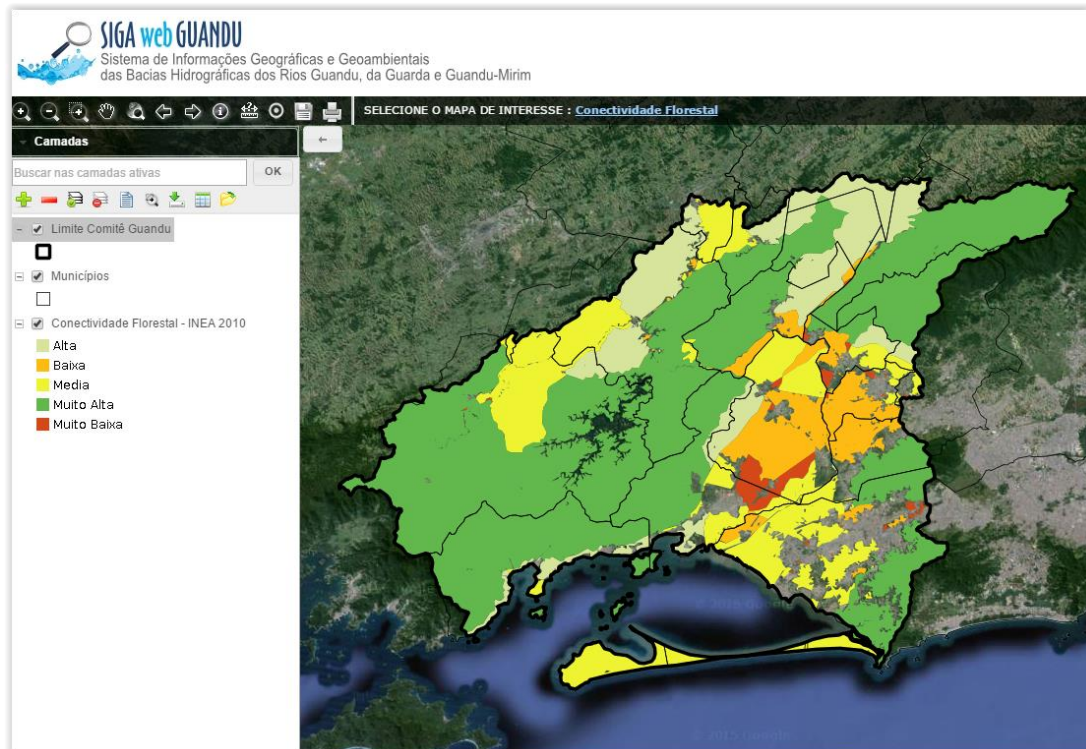 SIGA web GUANDU
Sistema de Informações Geográficas e Geoambientais
das Bacias Hidrográficas dos Rios Guandu, da Guarda e Guandu-Mirim
SELECIONE O MAPA DE INTERESSE : Conectividade Florestal
Camadas
Buscar nas camadas ativas
OK
Limite Comitê Guandu
Municípios
Conectividade Florestal - INEA 2010
Alta
Baixa
Media
Muito Alta
Muito Baixa